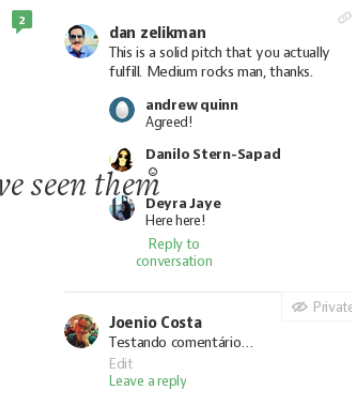 2
dan zelikman
This is a solid pitch that you actually
fulfill. Medium rocks man, thanks.
andrew quinn
Agreed!
Danilo Stern-Sapad
☺
ve seen them
Deyra Jaye
Here here!
Reply to
conversation
Private
Joenio Costa
Testando comentário...
Edit
Leave a reply